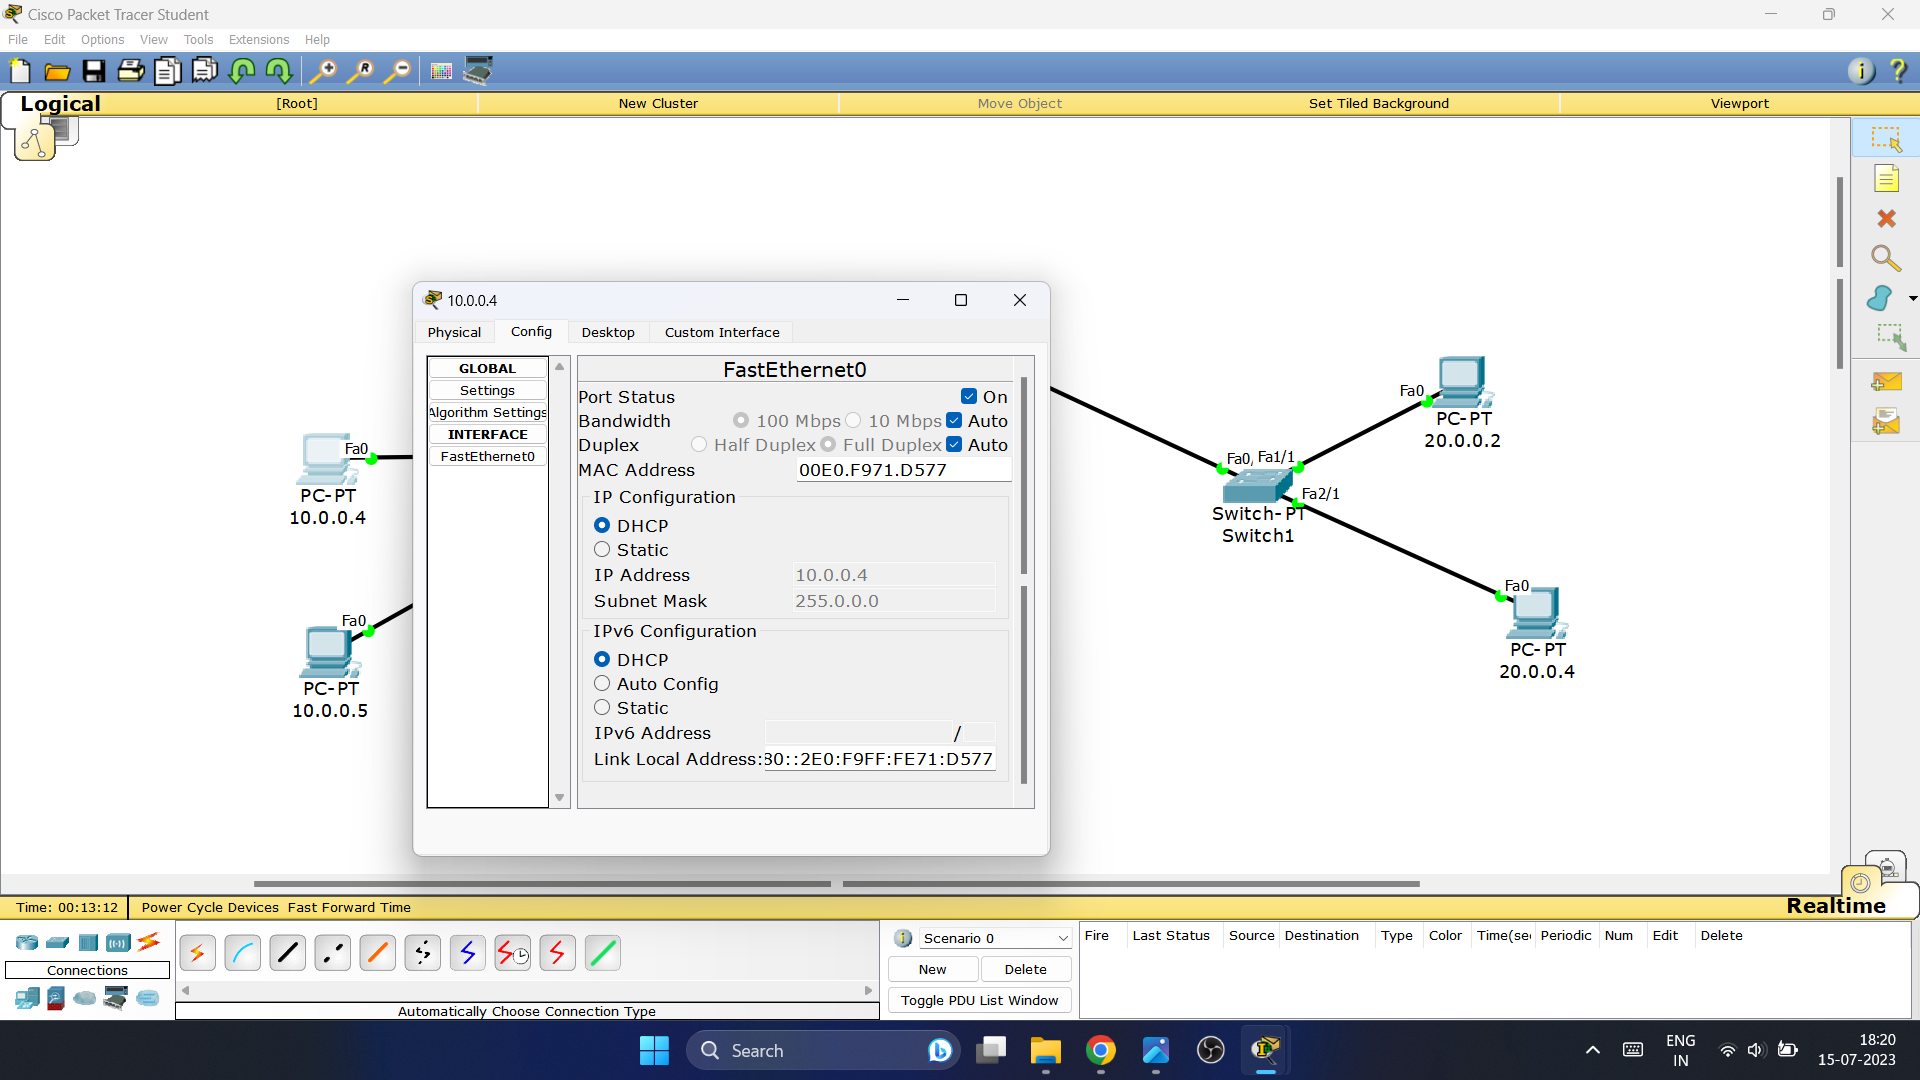 Cisco Packet Tracer Student
File Edit Options View Tools Extensions Help
Logical [Root] New Cluster Move Object Set Tiled Background Viewport
10.0.0.4
Physical Config Desktop Custom Interface
GLOBAL
Settings
Algorithm Settings
INTERFACE
FastEthernet0
FastEthernet0
Port Status On
Bandwidth 100 Mbps 10 Mbps Auto
Duplex Half Duplex Full Duplex Auto
MAC Address 00E0.F971.D577
IP Configuration
DHCP
Static
IP Address 10.0.0.4
Subnet Mask 255.0.0.0
IPv6 Configuration
DHCP
Auto Config
Static
IPv6 Address /
Link Local Address: 80::2E0:F9FF:FE71:D577
Fa0
PC-PT
10.0.0.4
Fa0
PC-PT
10.0.0.5
Fa0, Fa1/1
Fa2/1
Switch-PT
Switch1
Fa0
PC-PT
20.0.0.2
Fa0
PC-PT
20.0.0.4
Time: 00:13:12 Power Cycle Devices Fast Forward Time
Realtime
Connections
Automatically Choose Connection Type
Scenario 0
New Delete
Toggle PDU List Window
Fire Last Status Source Destination Type Color Time(sec Periodic Num Edit Delete
Search
ENG
IN
18:20
15-07-2023